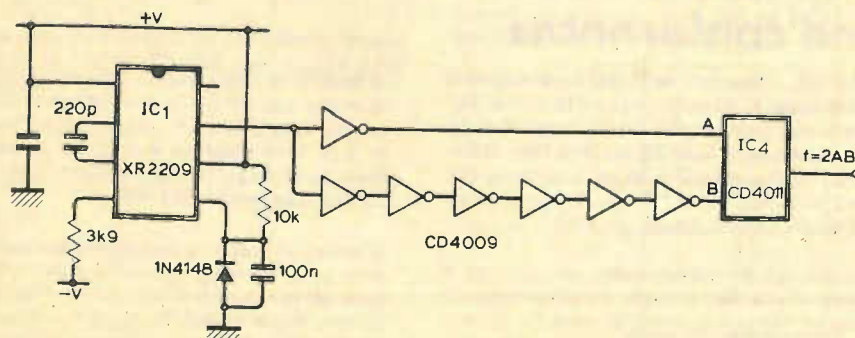 +V
220p
IC1
XR2209
3k9
-V
10k
1N4148
100n
CD4009
A
B
IC4
CD4011
f=2AB